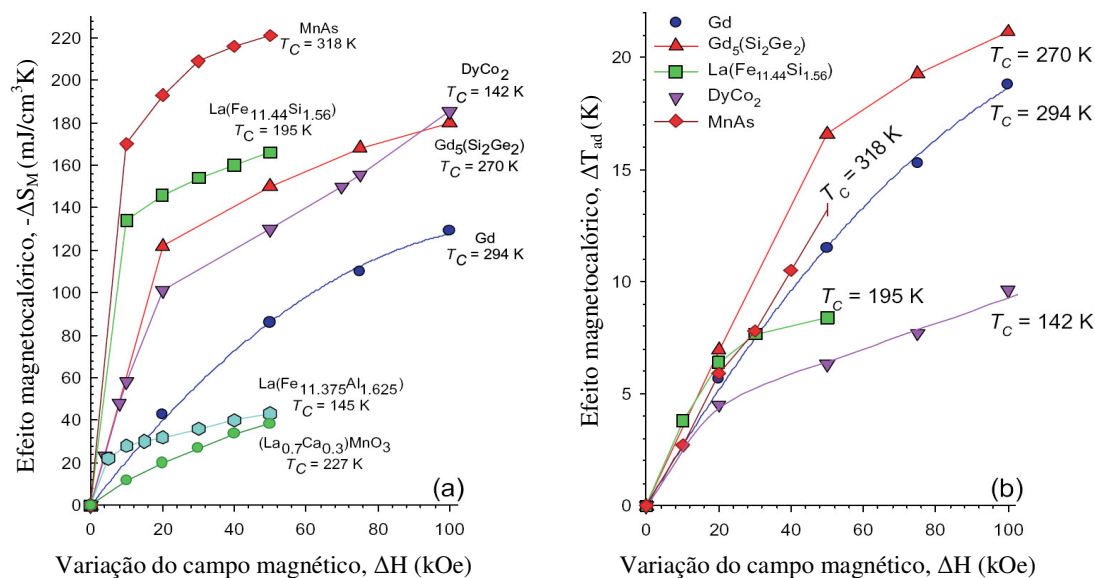 Efeito magnetocalórico, -ΔS_M (mJ/cm³K)
220
200
180
160
140
120
100
80
60
40
20
0
MnAs
T_C = 318 K
DyCo₂
T_C = 142 K
La(Fe₁₁.₄₄Si₁.₅₆)
T_C = 195 K
Gd₅(Si₂Ge₂)
T_C = 270 K
Gd
T_C = 294 K
La(Fe₁₁.₃₇₅Al₁.₆₂₅)
T_C = 145 K
(La₀.₇Ca₀.₃)MnO₃
T_C = 227 K
(a)
0 20 40 60 80 100
Variação do campo magnético, ΔH (kOe)
Efeito magnetocalórico, ΔT_ad (K)
20
15
10
5
0
Gd
Gd₅(Si₂Ge₂)
La(Fe₁₁.₄₄Si₁.₅₆)
DyCo₂
MnAs
T_C = 270 K
T_C = 294 K
T_C = 318 K
T_C = 195 K
T_C = 142 K
(b)
0 20 40 60 80 100
Variação do campo magnético, ΔH (kOe)